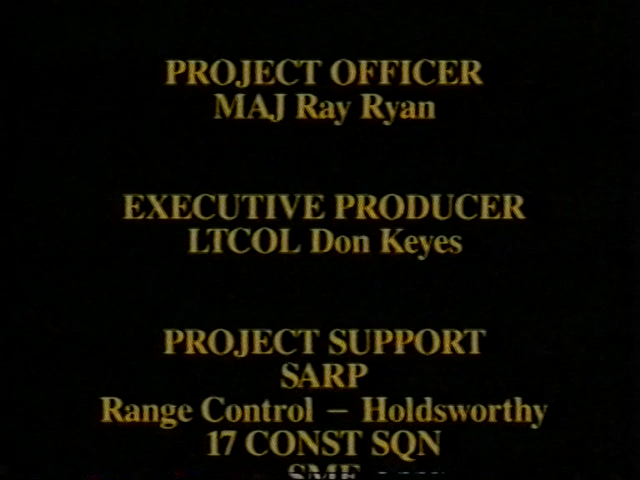 PROJECT OFFICER
MAJ Ray Ryan
EXECUTIVE PRODUCER
LTCOL Don Keyes
PROJECT SUPPORT
SARP
Range Control – Holdsworthy
17 CONST SQN
SME